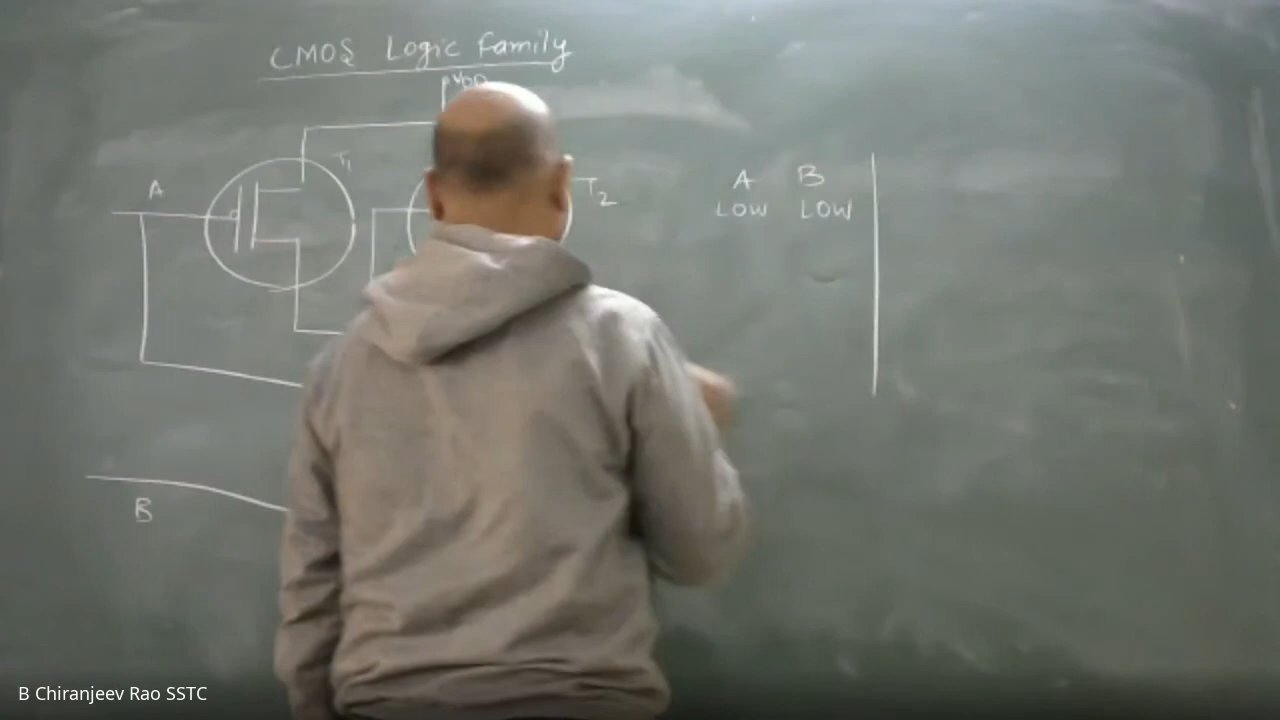 CMOS Logic Family
VDD
T1
T2
A
A B
LOW LOW
B
B Chiranjeev Rao SSTC